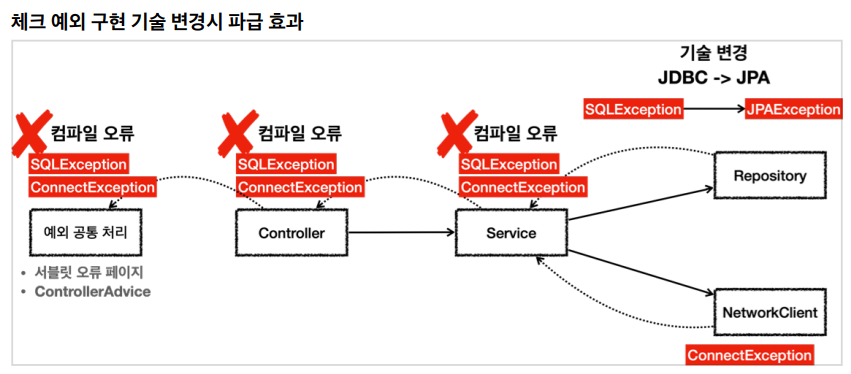 체크 예외 구현 기술 변경시 파급 효과
기술 변경
JDBC -> JPA
SQLException
JPAException
컴파일 오류
SQLException
ConnectException
예외 공통 처리
• 서블릿 오류 페이지
• ControllerAdvice
컴파일 오류
SQLException
ConnectException
Controller
컴파일 오류
SQLException
ConnectException
Service
Repository
NetworkClient
ConnectException